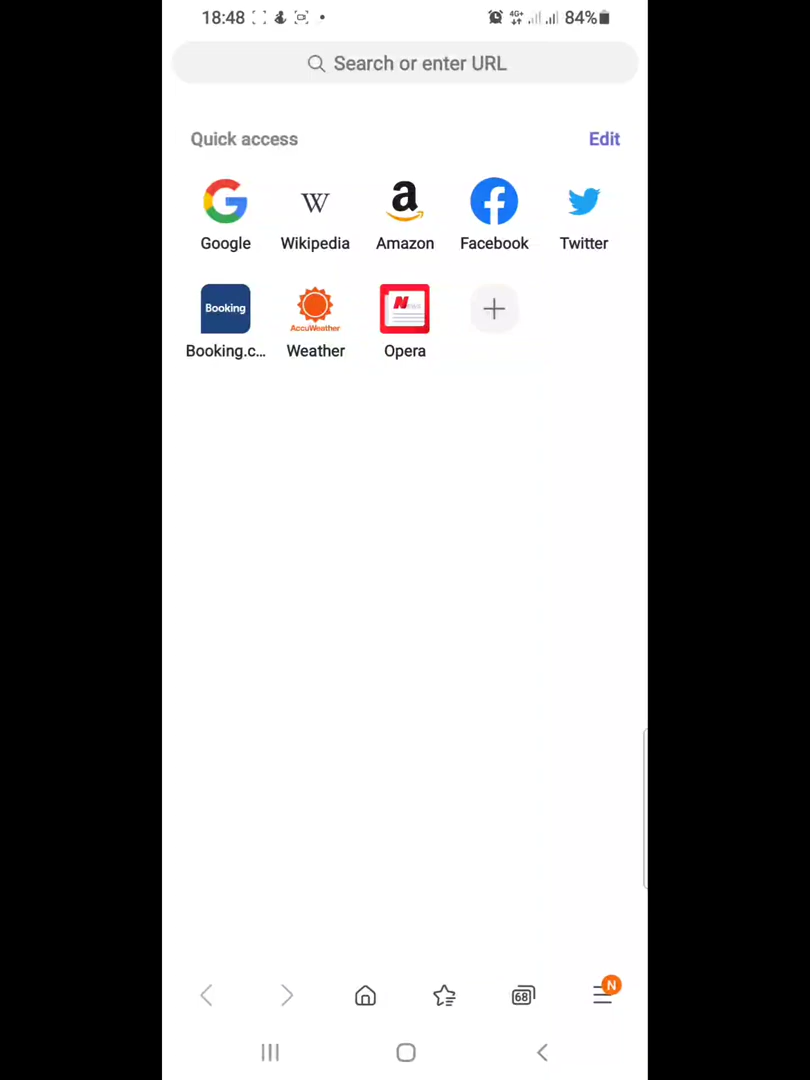 18:48 4G+ 84%
Search or enter URL
Quick access Edit
G W a f
Google Wikipedia Amazon Facebook Twitter
Booking AccuWeather N
Booking.c... Weather Opera
68 N